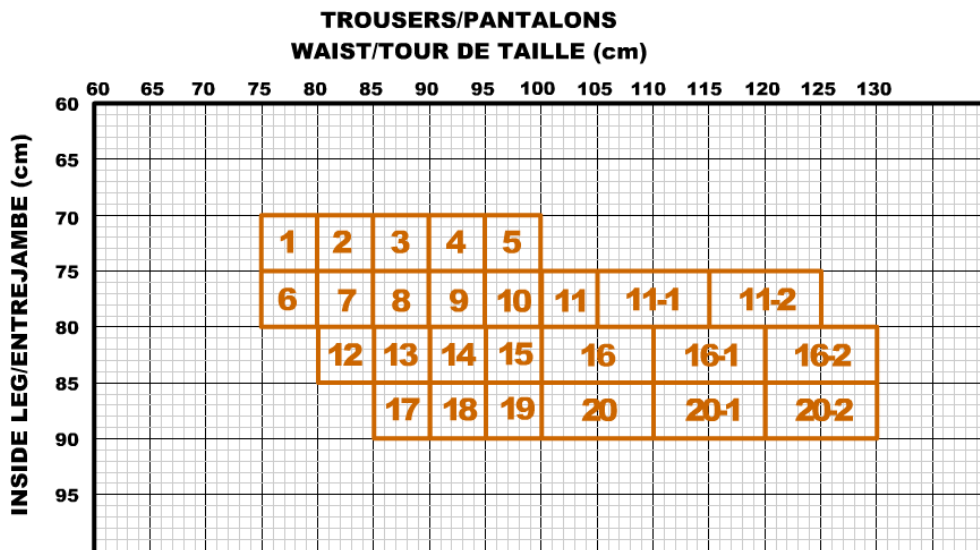 TROUSERS/PANTALONS
WAIST/TOUR DE TAILLE (cm)
60 65 70 75 80 85 90 95 100 105 110 115 120 125 130
INSIDE LEG/ENTREJAMBE (cm)
60
65
70
1 2 3 4 5
75
6 7 8 9 10 11 11-1 11-2
80
12 13 14 15 16 16-1 16-2
85
17 18 19 20 20-1 20-2
90
95